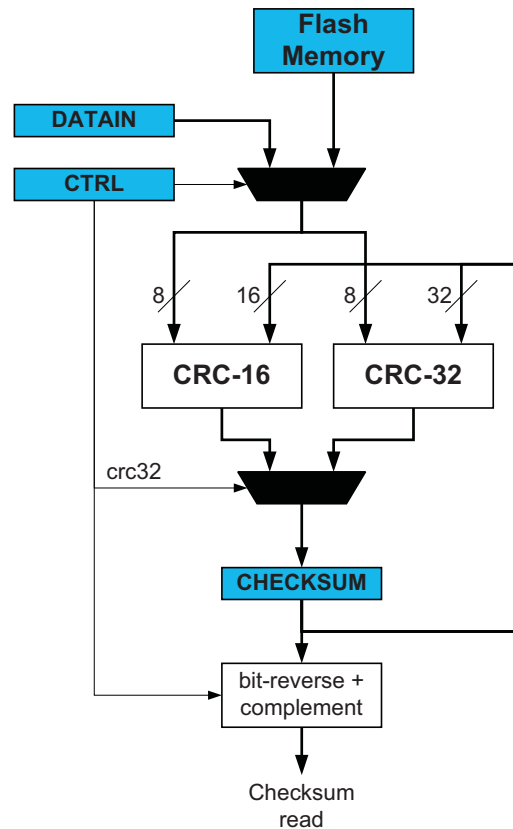 Flash
Memory
DATAIN
CTRL
8
16
8
32
CRC-16
CRC-32
crc32
CHECKSUM
bit-reverse +
complement
Checksum
read